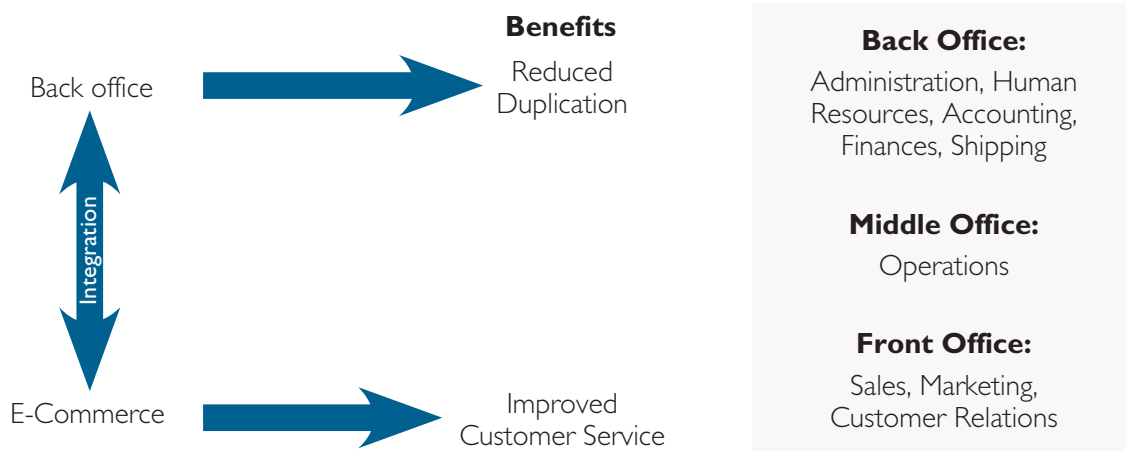 Benefits
Back office
Reduced
Duplication
Integration
E-Commerce
Improved
Customer Service
Back Office:
Administration, Human
Resources, Accounting,
Finances, Shipping
Middle Office:
Operations
Front Office:
Sales, Marketing,
Customer Relations